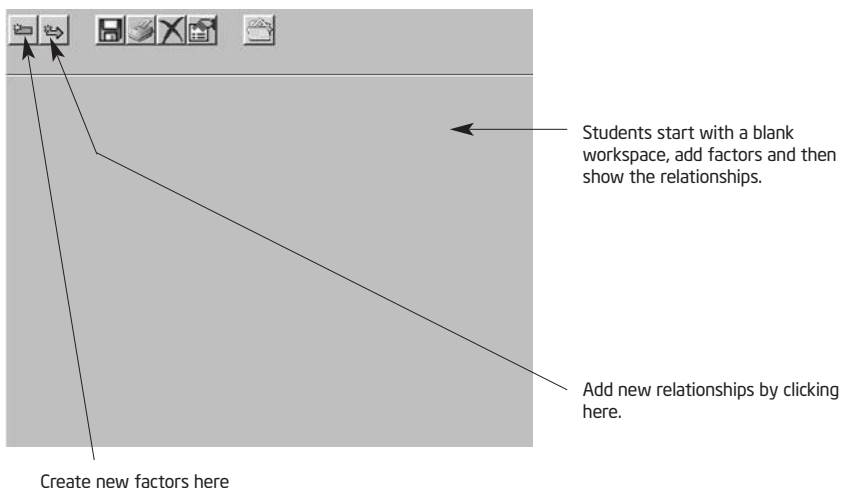 Students start with a blank
workspace, add factors and then
show the relationships.
Add new relationships by clicking
here.
Create new factors here